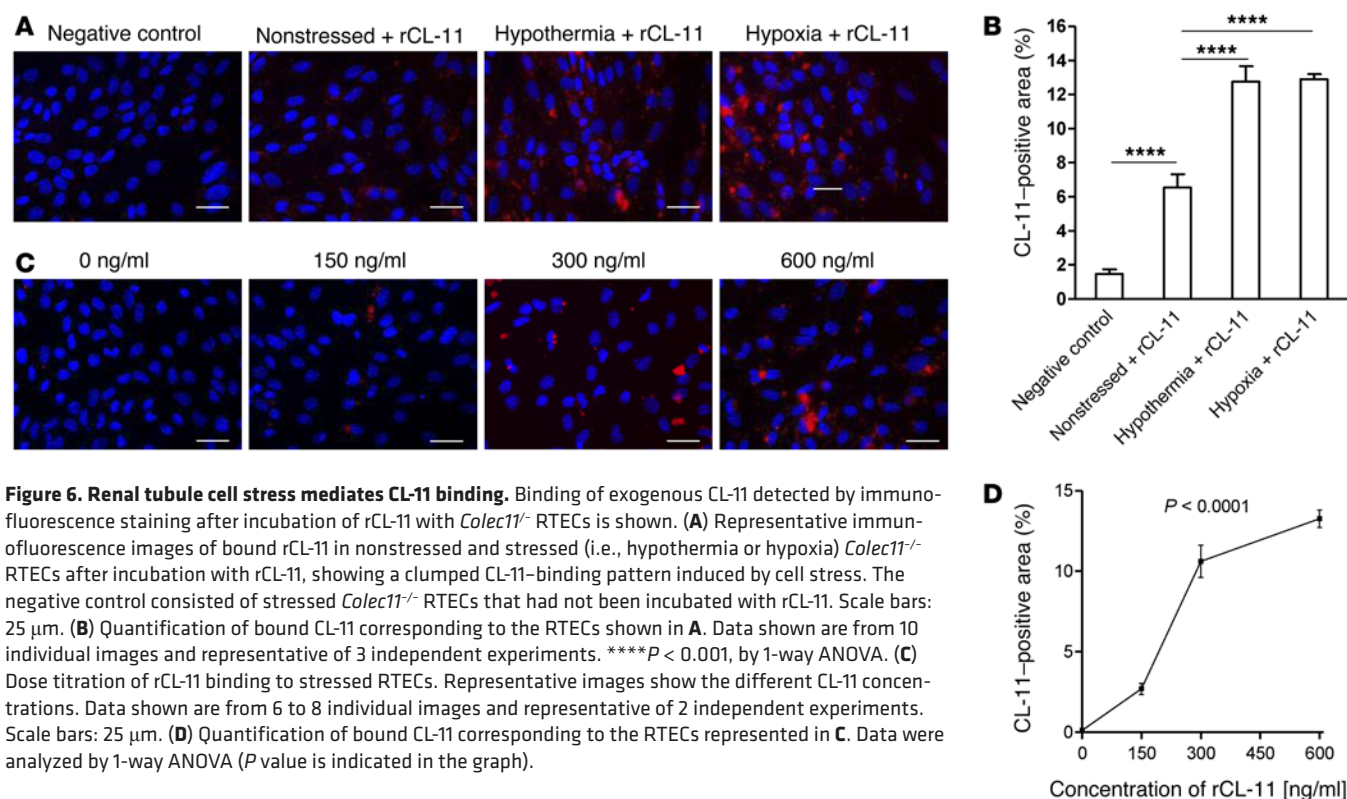 A
Negative control
Nonstressed + rCL-11
Hypothermia + rCL-11
Hypoxia + rCL-11
B
CL-11–positive area (%)
16
14
12
10
8
6
4
2
0
****
****
****
Negative control
Nonstressed + rCL-11
Hypothermia + rCL-11
Hypoxia + rCL-11
C
0 ng/ml
150 ng/ml
300 ng/ml
600 ng/ml
Figure 6. Renal tubule cell stress mediates CL-11 binding. Binding of exogenous CL-11 detected by immuno-
fluorescence staining after incubation of rCL-11 with Colec11⁻/⁻ RTECs is shown. (A) Representative immun-
ofluorescence images of bound rCL-11 in nonstressed and stressed (i.e., hypothermia or hypoxia) Colec11⁻/⁻
RTECs after incubation with rCL-11, showing a clumped CL-11–binding pattern induced by cell stress. The
negative control consisted of stressed Colec11⁻/⁻ RTECs that had not been incubated with rCL-11. Scale bars:
25 μm. (B) Quantification of bound CL-11 corresponding to the RTECs shown in A. Data shown are from 10
individual images and representative of 3 independent experiments. ****P < 0.001, by 1-way ANOVA. (C)
Dose titration of rCL-11 binding to stressed RTECs. Representative images show the different CL-11 concen-
trations. Data shown are from 6 to 8 individual images and representative of 2 independent experiments.
Scale bars: 25 μm. (D) Quantification of bound CL-11 corresponding to the RTECs represented in C. Data were
analyzed by 1-way ANOVA (P value is indicated in the graph).
D
CL-11–positive area (%)
15
10
5
0
P < 0.0001
0 150 300 450 600
Concentration of rCL-11 [ng/ml]